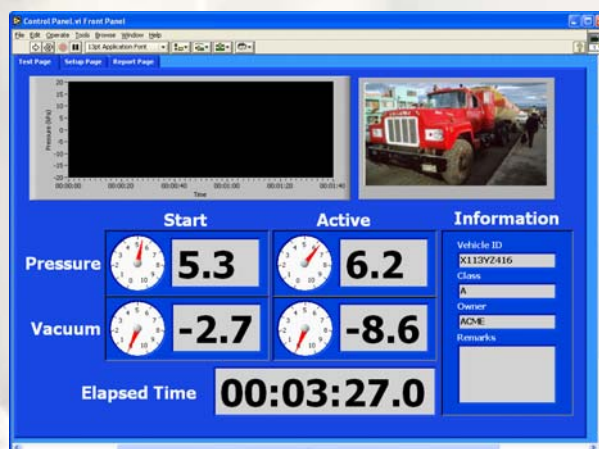 Control Panel.vi Front Panel
File Edit Operate Tools Browse Window Help
13pt Application Font
Test Page Setup Page Report Page
Pressure (kPa)
20
15
10
5
0
-5
-10
-15
-20
00:00:00 00:00:20 00:00:40 00:01:00 00:01:20 00:01:40
Time
Start Active Information
Pressure
5.3
6.2
Vacuum
-2.7
-8.6
Elapsed Time 00:03:27.0
Vehicle ID
X113YZ416
Class
A
Owner
ACME
Remarks